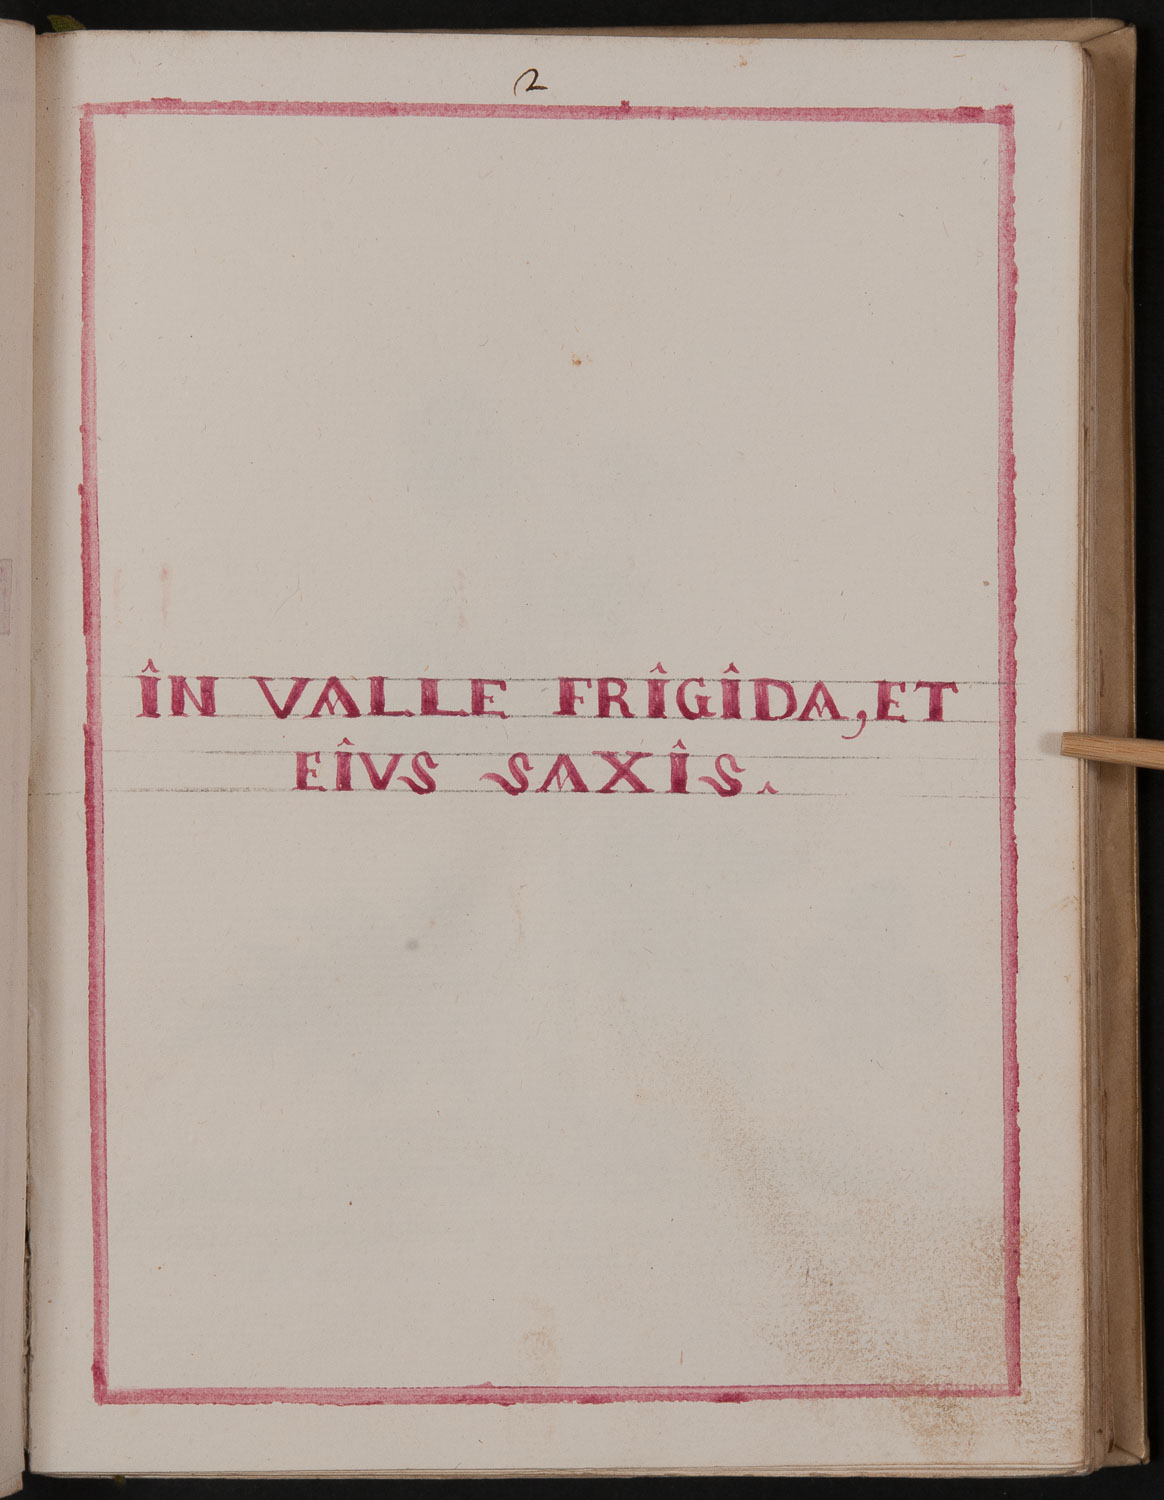 2
ÎN VALLE FRÎGÎDA, ET
EÎVS SAXÎS.